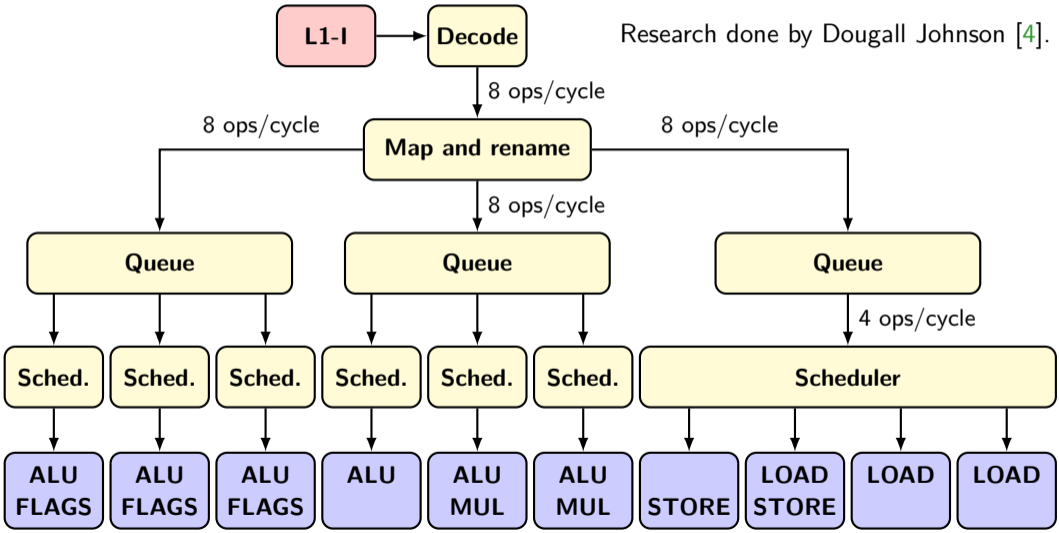 L1-I
Decode
Research done by Dougall Johnson [4].
8 ops/cycle
8 ops/cycle
8 ops/cycle
Map and rename
8 ops/cycle
Queue
Queue
Queue
4 ops/cycle
Sched.
Sched.
Sched.
Sched.
Sched.
Sched.
Scheduler
ALU
FLAGS
ALU
FLAGS
ALU
FLAGS
ALU
ALU
MUL
ALU
MUL
STORE
LOAD
STORE
LOAD
LOAD